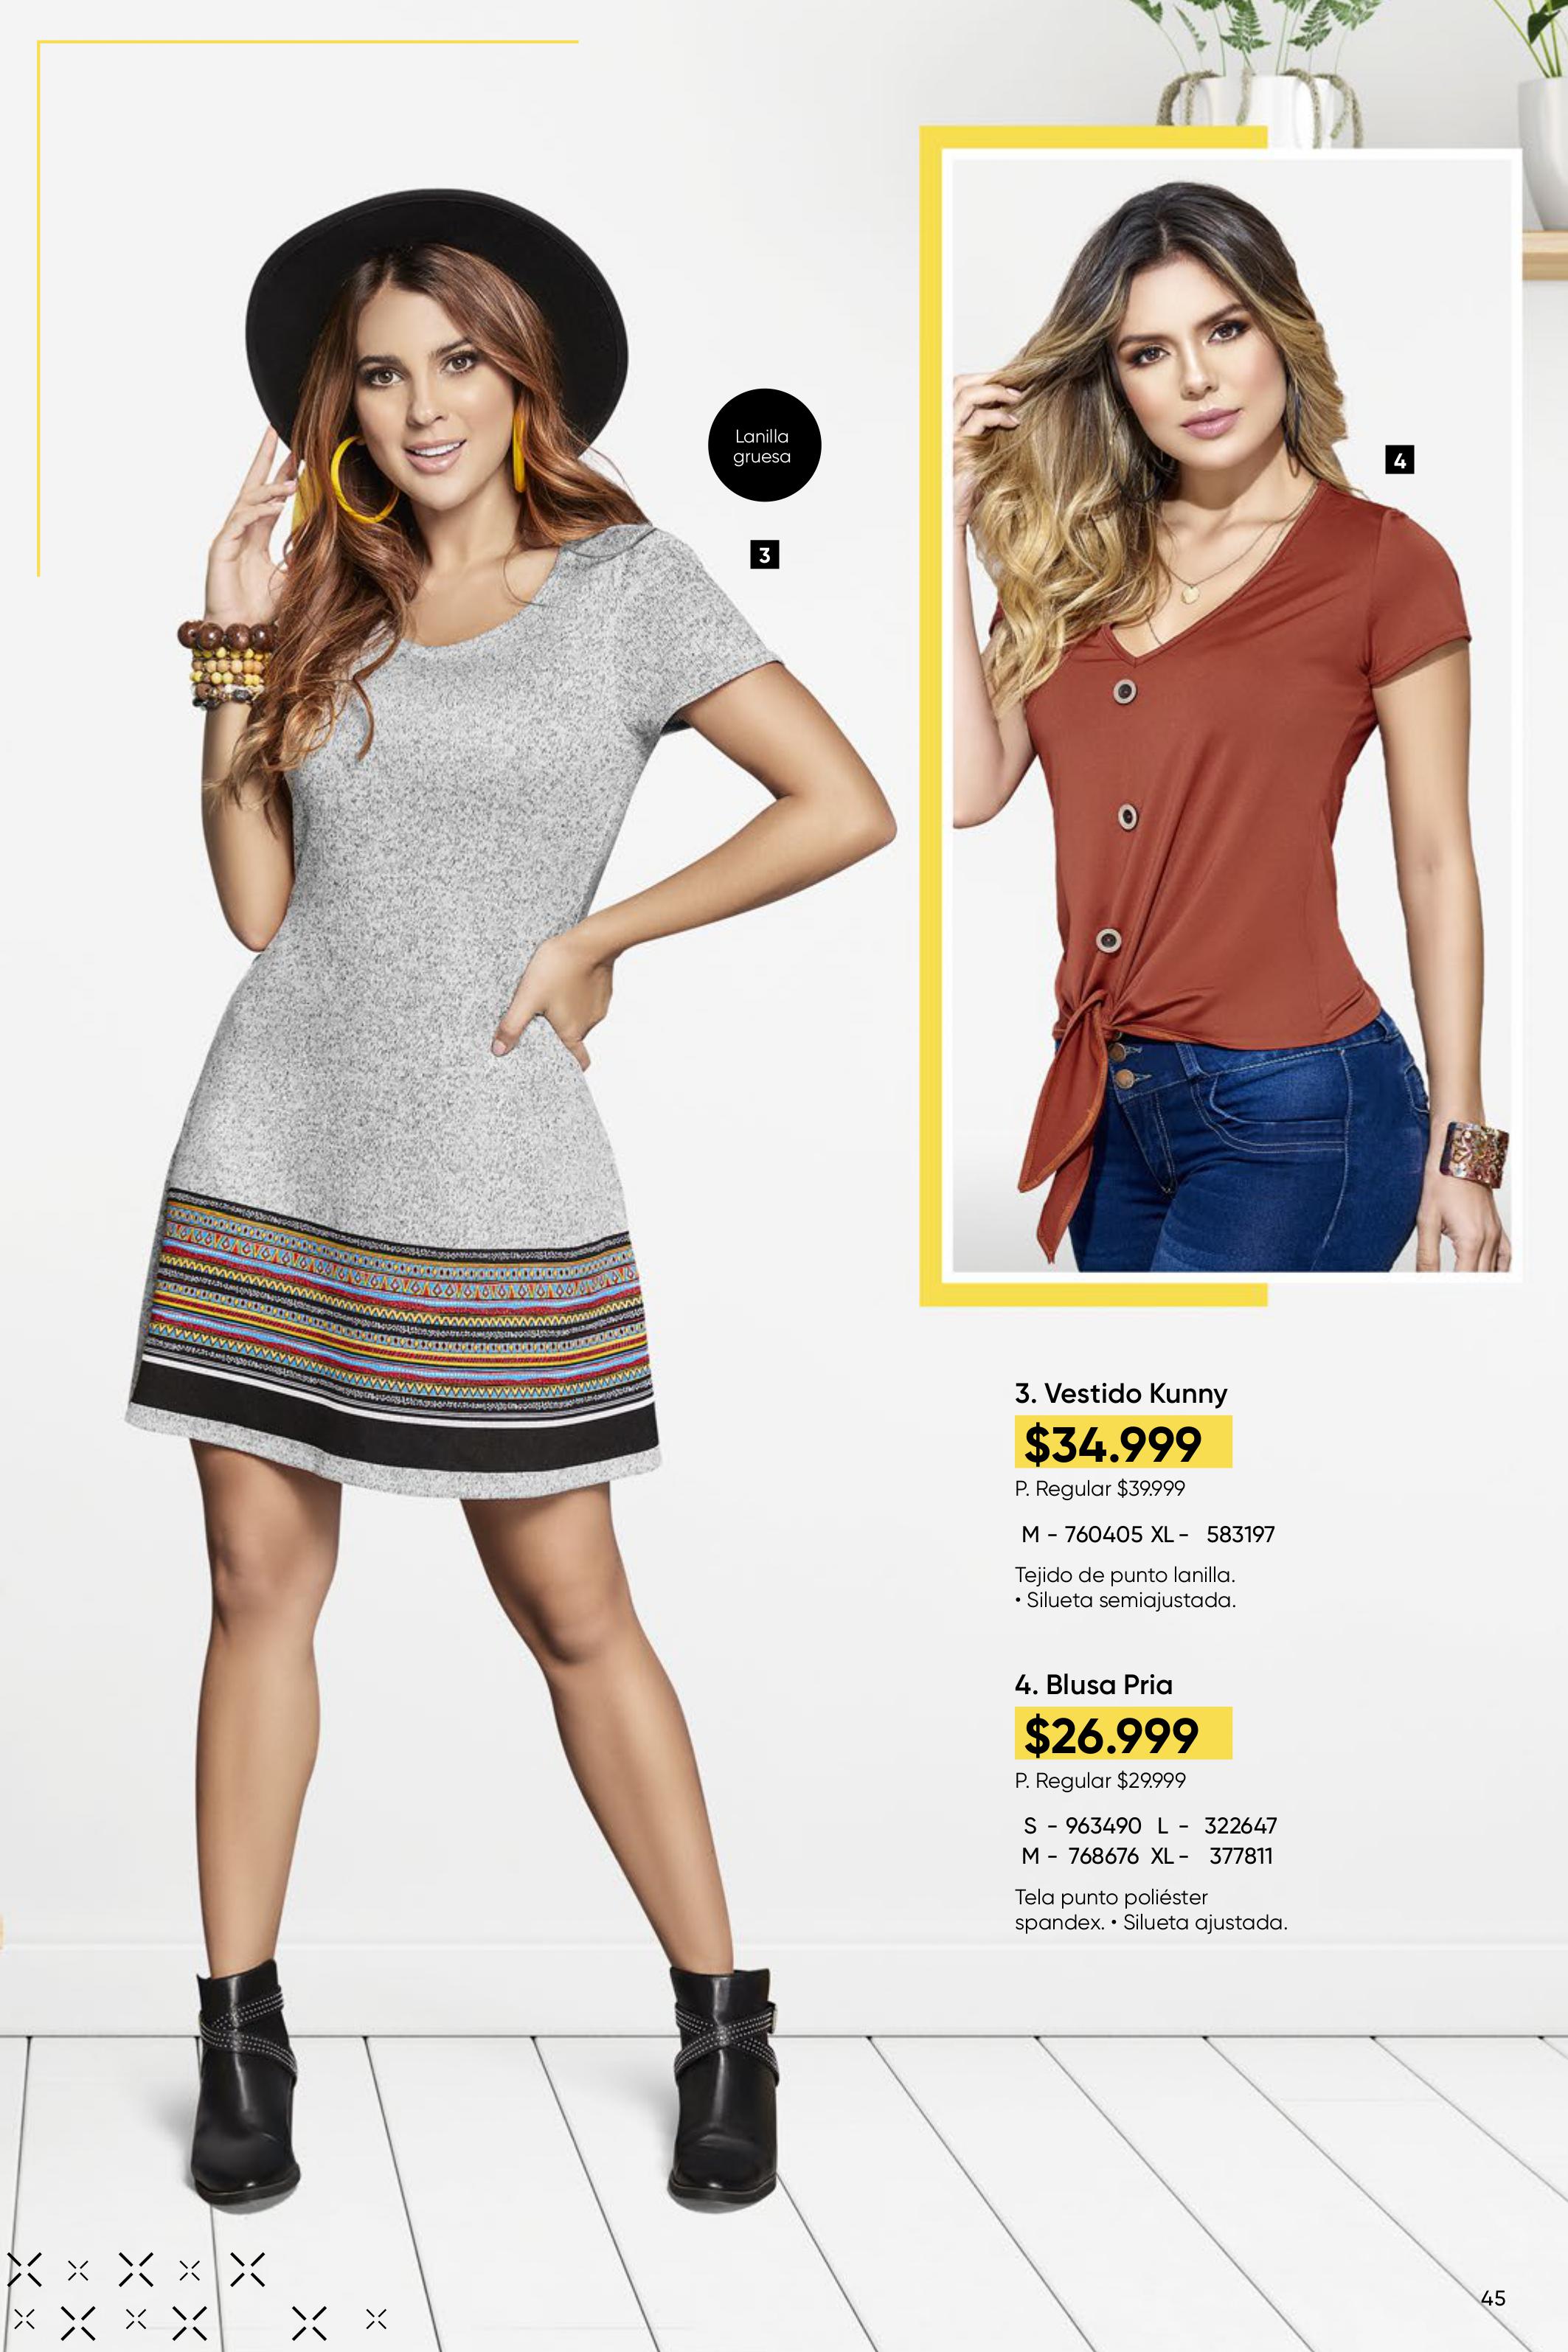 Lanilla
gruesa
3
4
3. Vestido Kunny
$34.999
P. Regular $39.999
M - 760405 XL - 583197
Tejido de punto lanilla.
• Silueta semiajustada.
4. Blusa Pria
$26.999
P. Regular $29.999
S - 963490 L - 322647
M - 768676 XL - 377811
Tela punto poliéster
spandex. • Silueta ajustada.
45